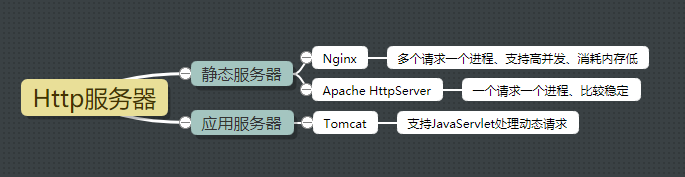 Http服务器
静态服务器
Nginx
多个请求一个进程、支持高并发、消耗内存低
Apache HttpServer
一个请求一个进程、比较稳定
应用服务器
Tomcat
支持JavaServlet处理动态请求